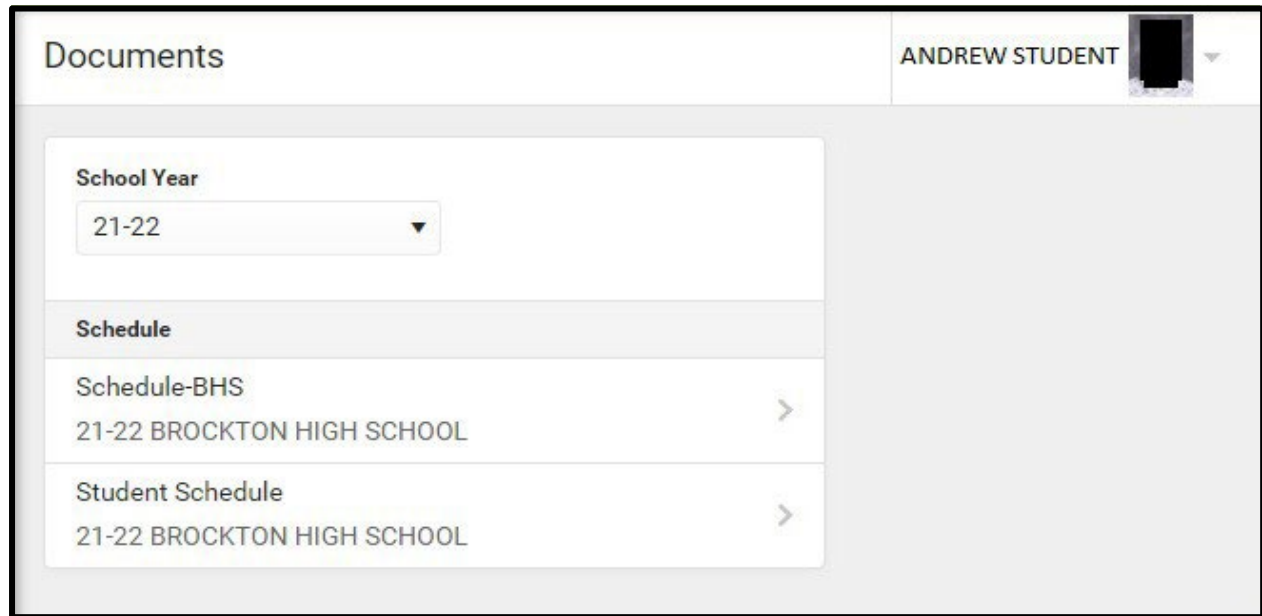 Documents
ANDREW STUDENT
School Year
21-22
Schedule
Schedule-BHS
21-22 BROCKTON HIGH SCHOOL
Student Schedule
21-22 BROCKTON HIGH SCHOOL